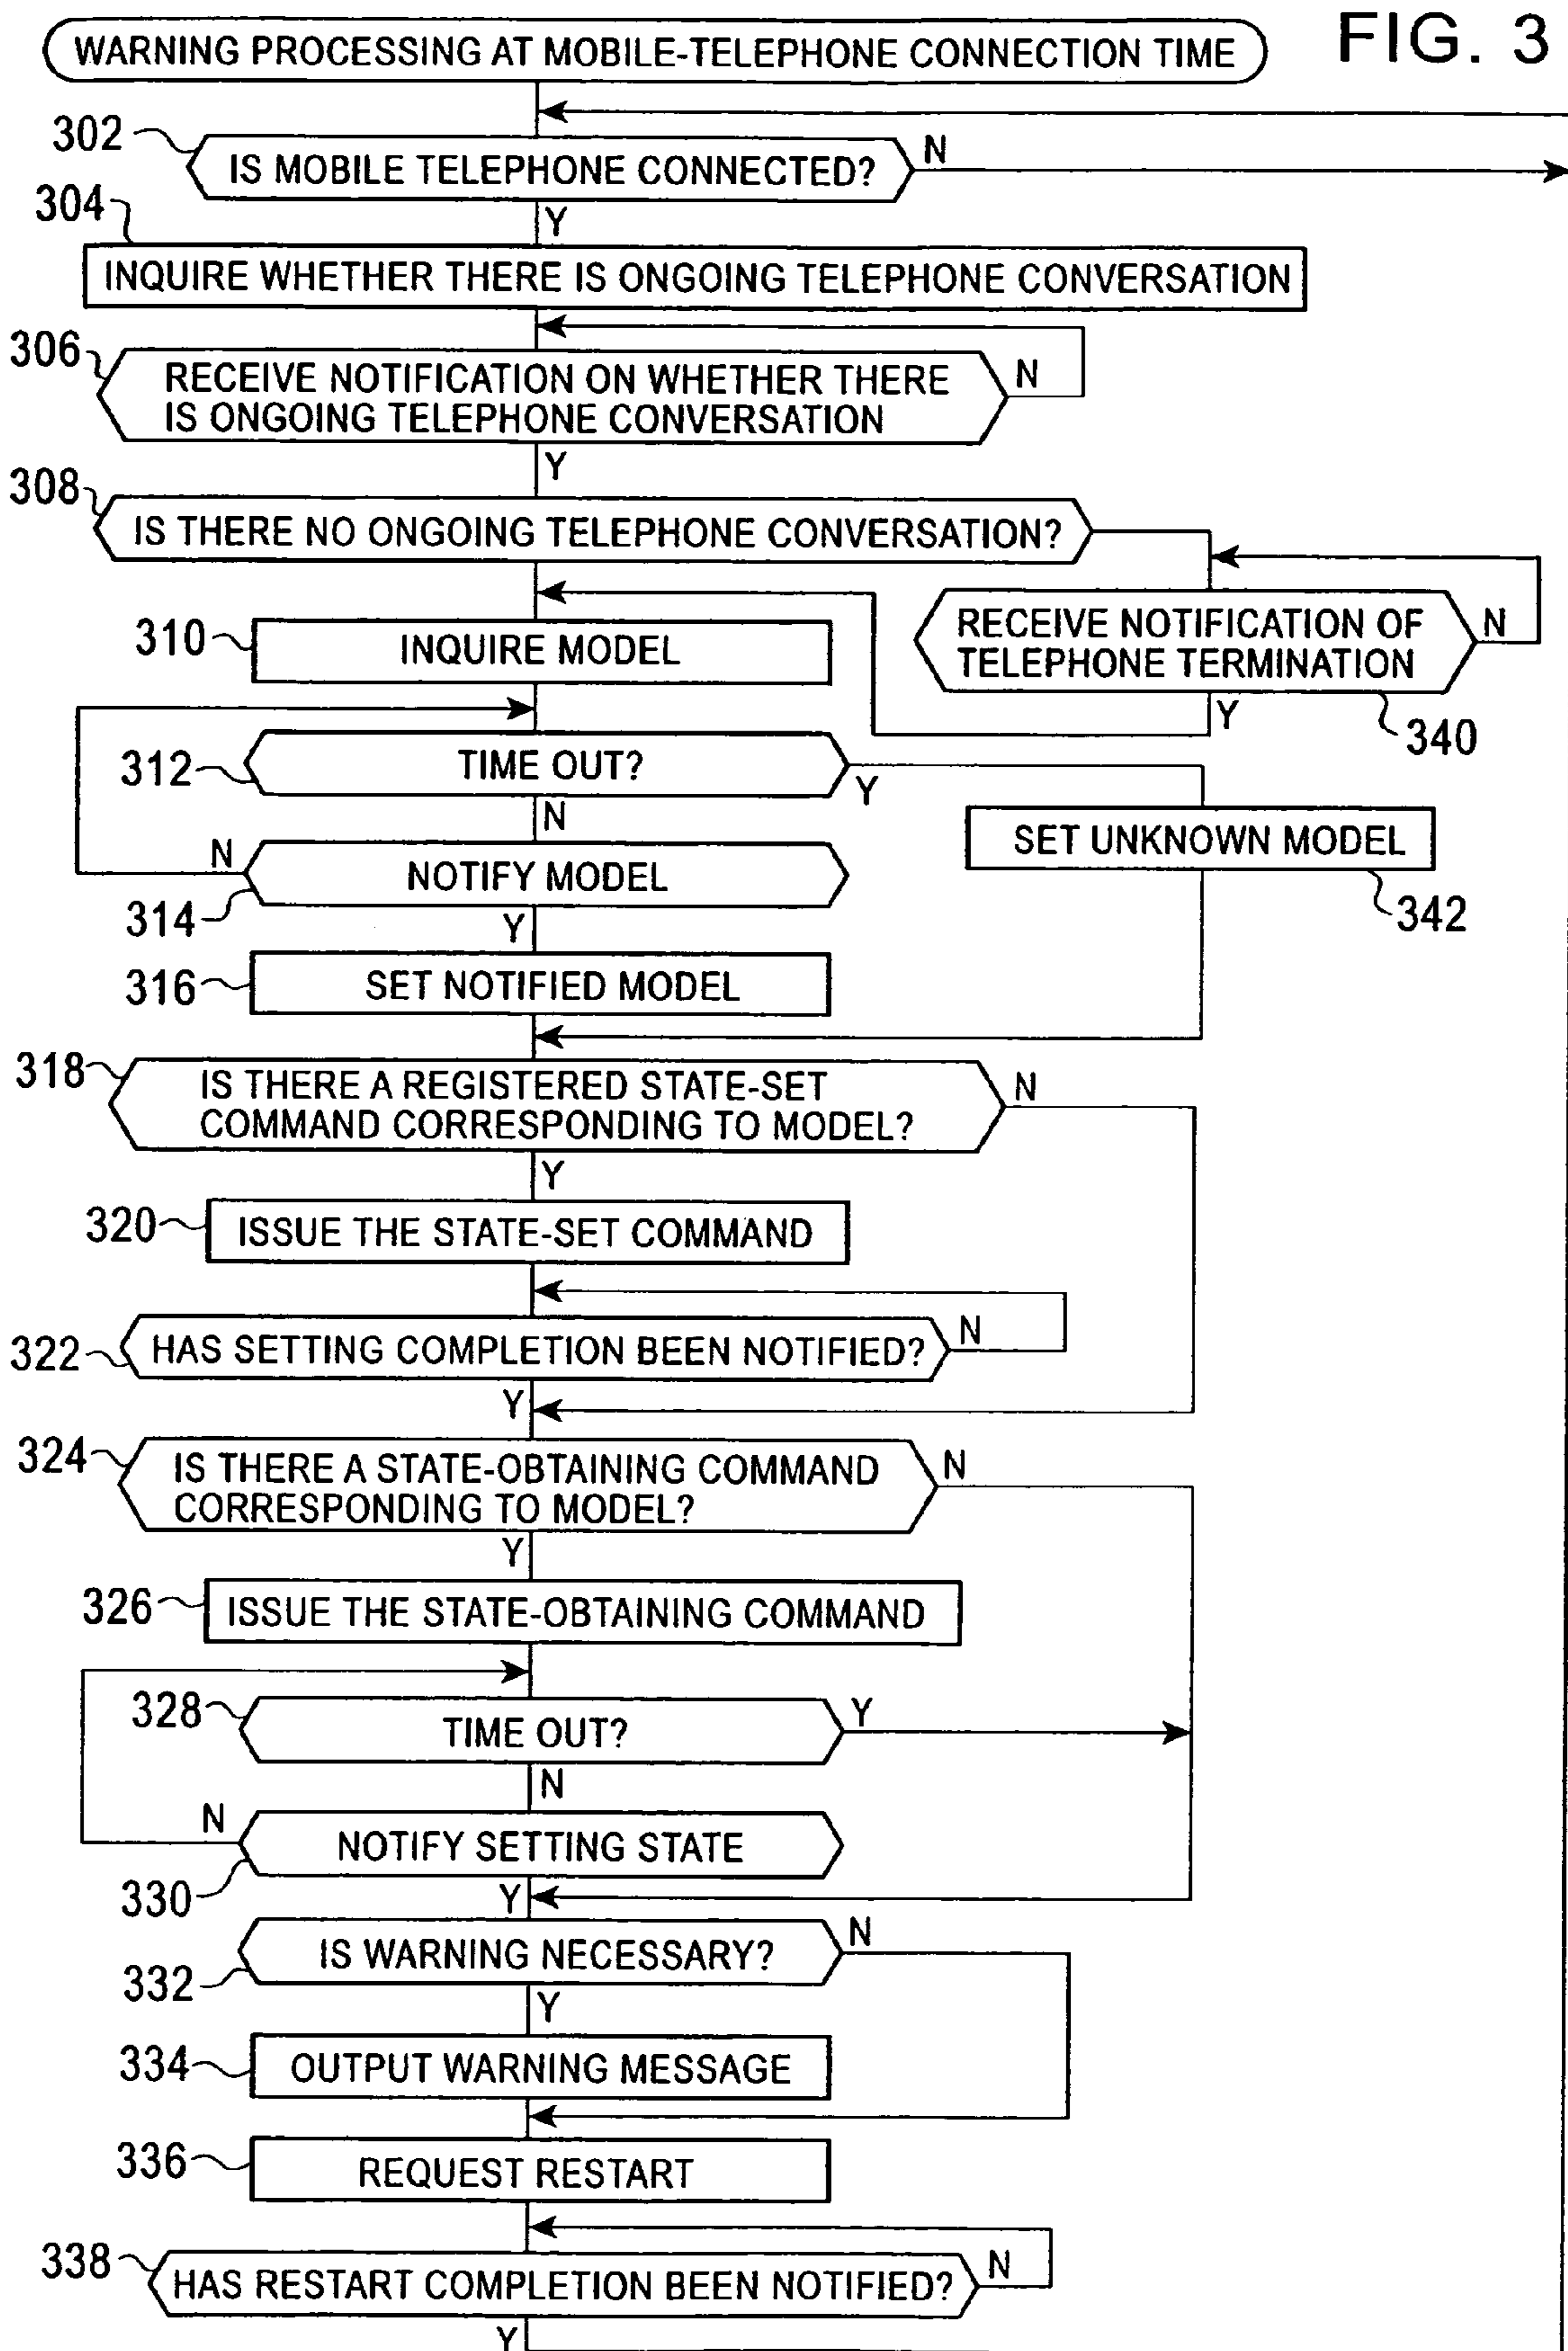 FIG. 3
WARNING PROCESSING AT MOBILE-TELEPHONE CONNECTION TIME
302
IS MOBILE TELEPHONE CONNECTED?
N
Y
304
INQUIRE WHETHER THERE IS ONGOING TELEPHONE CONVERSATION
306
RECEIVE NOTIFICATION ON WHETHER THERE
IS ONGOING TELEPHONE CONVERSATION
N
Y
308
IS THERE NO ONGOING TELEPHONE CONVERSATION?
310
INQUIRE MODEL
RECEIVE NOTIFICATION OF
TELEPHONE TERMINATION
N
Y
340
312
TIME OUT?
Y
N
SET UNKNOWN MODEL
342
N
NOTIFY MODEL
314
Y
316
SET NOTIFIED MODEL
318
IS THERE A REGISTERED STATE-SET
COMMAND CORRESPONDING TO MODEL?
N
Y
320
ISSUE THE STATE-SET COMMAND
322
HAS SETTING COMPLETION BEEN NOTIFIED?
N
Y
324
IS THERE A STATE-OBTAINING COMMAND
CORRESPONDING TO MODEL?
N
Y
326
ISSUE THE STATE-OBTAINING COMMAND
328
TIME OUT?
Y
N
N
NOTIFY SETTING STATE
330
Y
IS WARNING NECESSARY?
N
332
Y
334
OUTPUT WARNING MESSAGE
336
REQUEST RESTART
338
HAS RESTART COMPLETION BEEN NOTIFIED?
N
Y